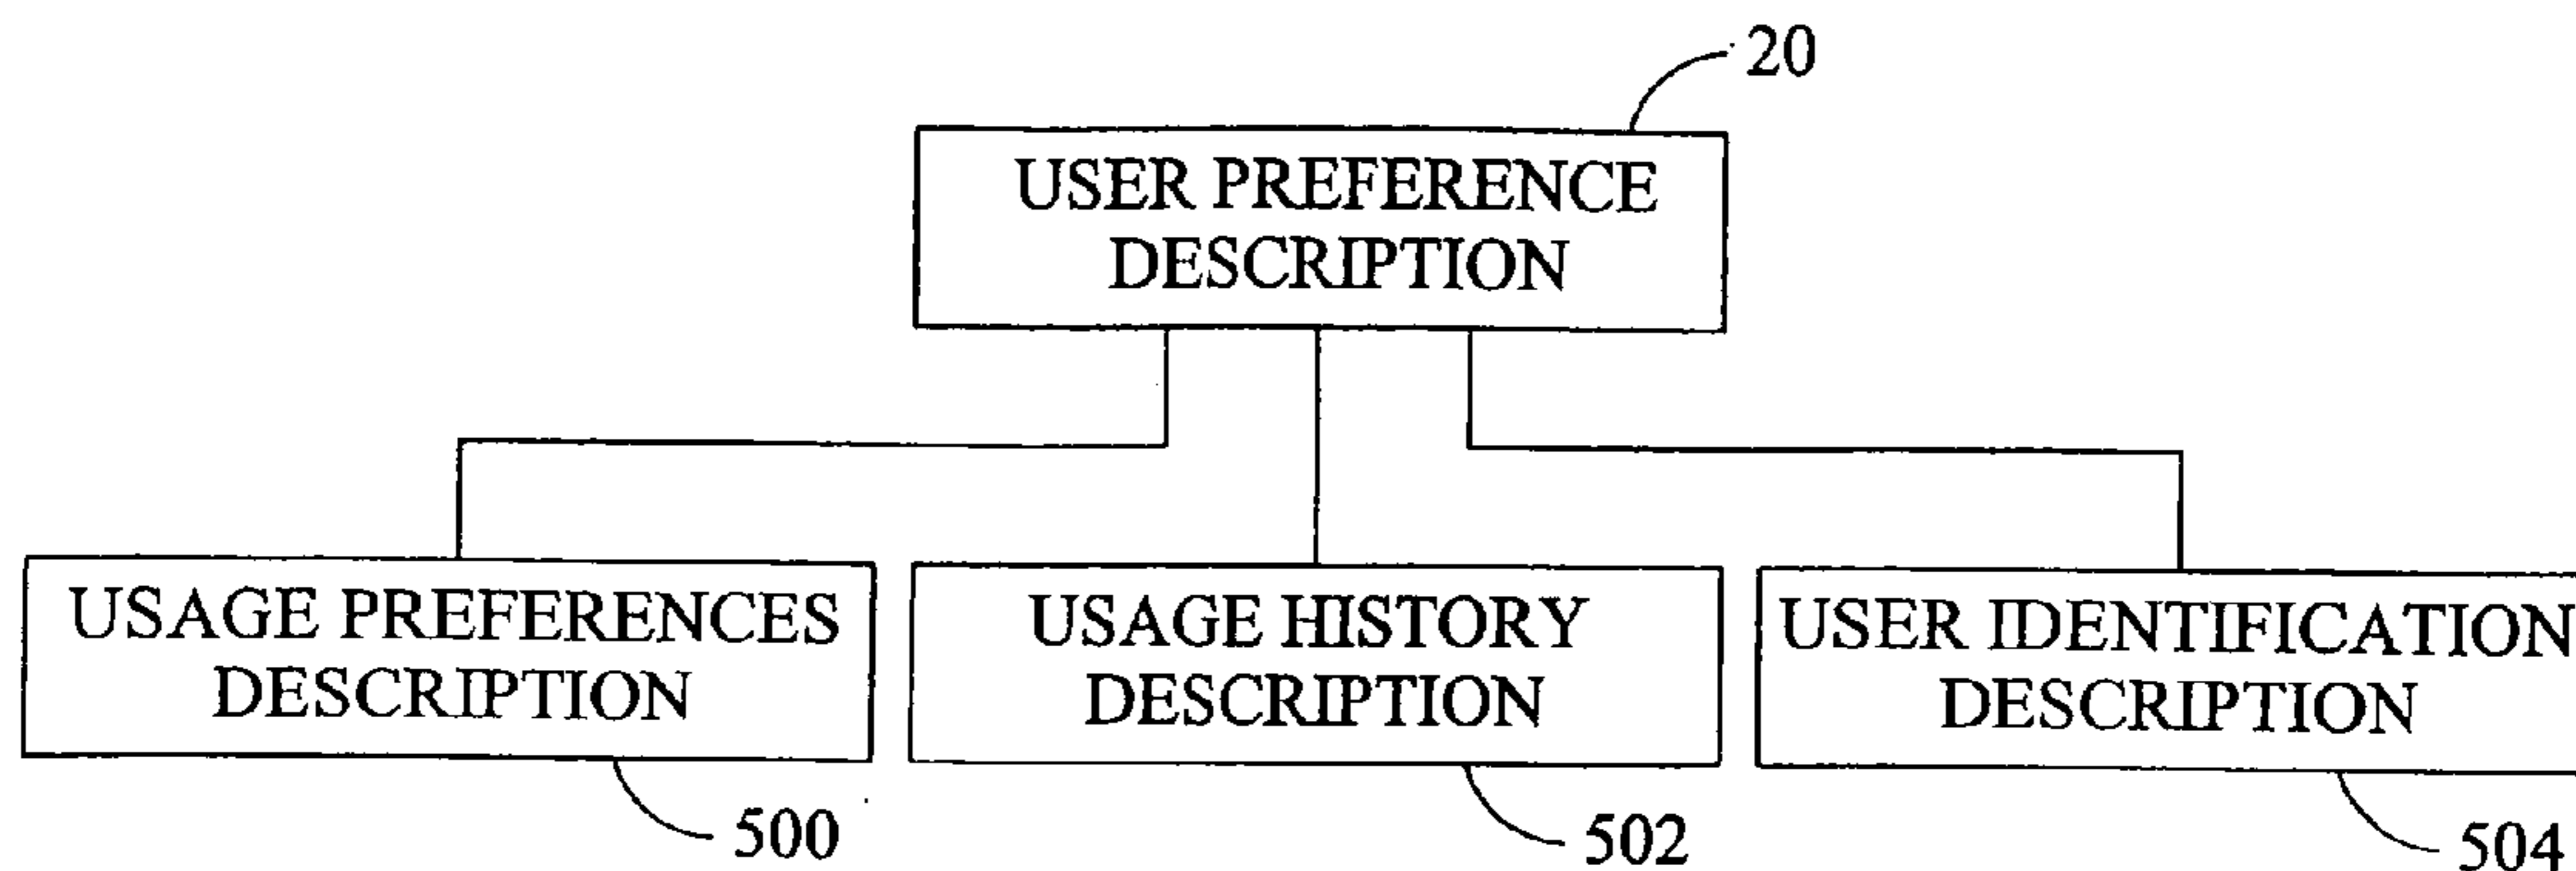 20
USER PREFERENCE
DESCRIPTION
USAGE PREFERENCES
DESCRIPTION
USAGE HISTORY
DESCRIPTION
USER IDENTIFICATION
DESCRIPTION
500
502
504